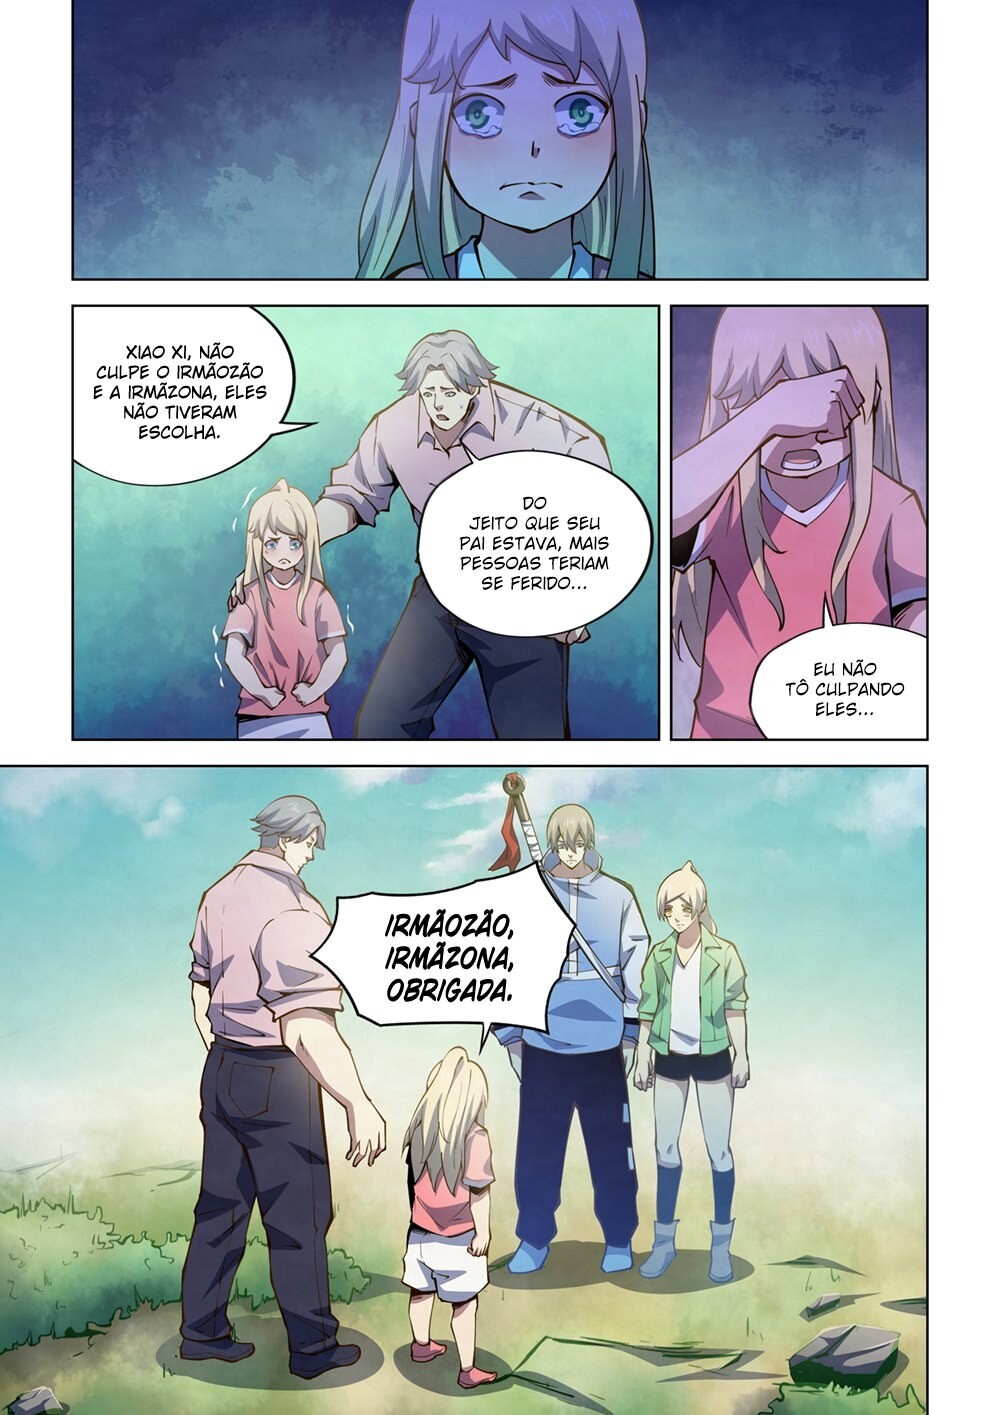 XIAO XI, NÃO
CULPE O IRMÃOZÃO
E A IRMÃZONA, ELES
NÃO TIVERAM
ESCOLHA.
DO
JEITO QUE SEU
PAI ESTAVA, MAIS
PESSOAS TERIAM
SE FERIDO...
EU NÃO
TÔ CULPANDO
ELES...
IRMÃOZÃO,
IRMÃZONA,
OBRIGADA.